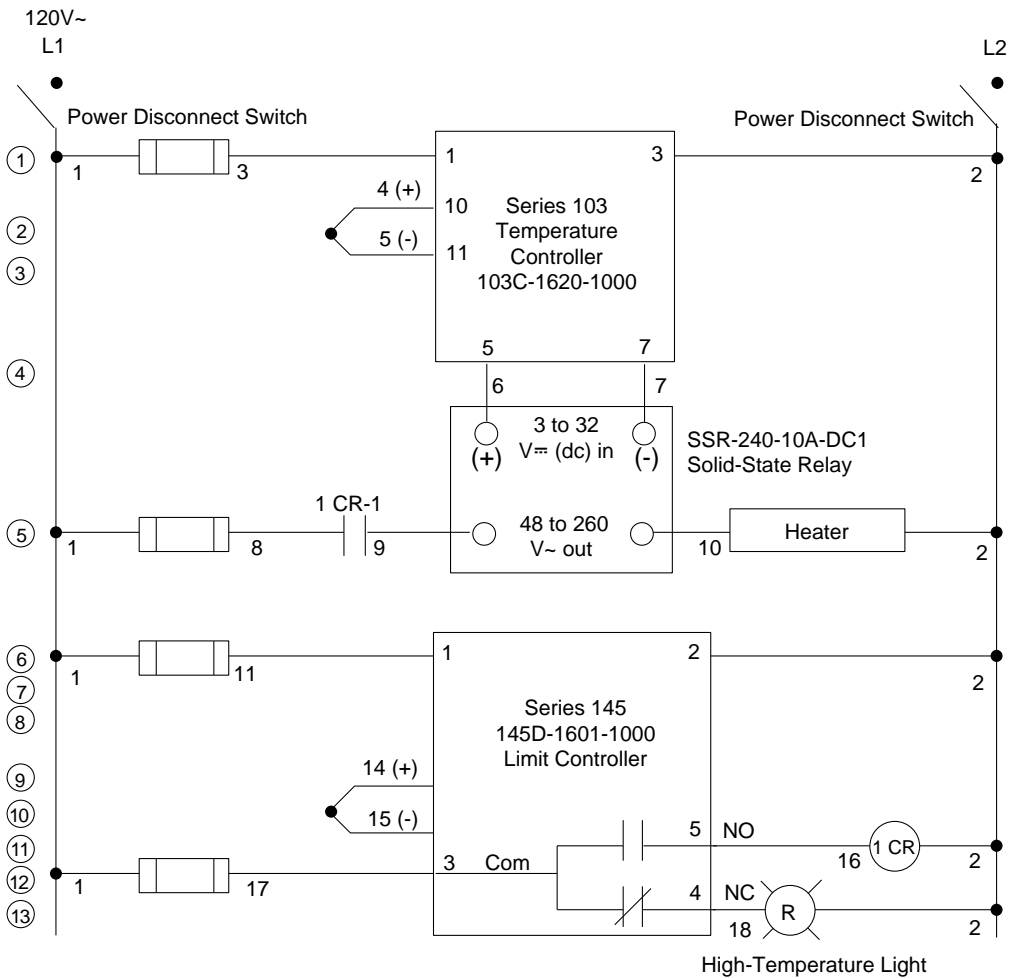 120V~
L1
L2
Power Disconnect Switch
Power Disconnect Switch
1
1
3
1
3
2
4 (+)
10
Series 103
2
Temperature
5 (-)
11
Controller
3
103C-1620-1000
5
7
4
6
7
3 to 32
V⎓ (dc) in
(+)
(-)
SSR-240-10A-DC1
Solid-State Relay
1 CR-1
48 to 260
V~ out
Heater
5
1
8
9
10
2
6
1
11
1
2
2
7
8
Series 145
145D-1601-1000
Limit Controller
9
14 (+)
10
15 (-)
11
5
NO
16
1 CR
2
12
1
17
3
Com
4
NC
13
18
R
2
High-Temperature Light